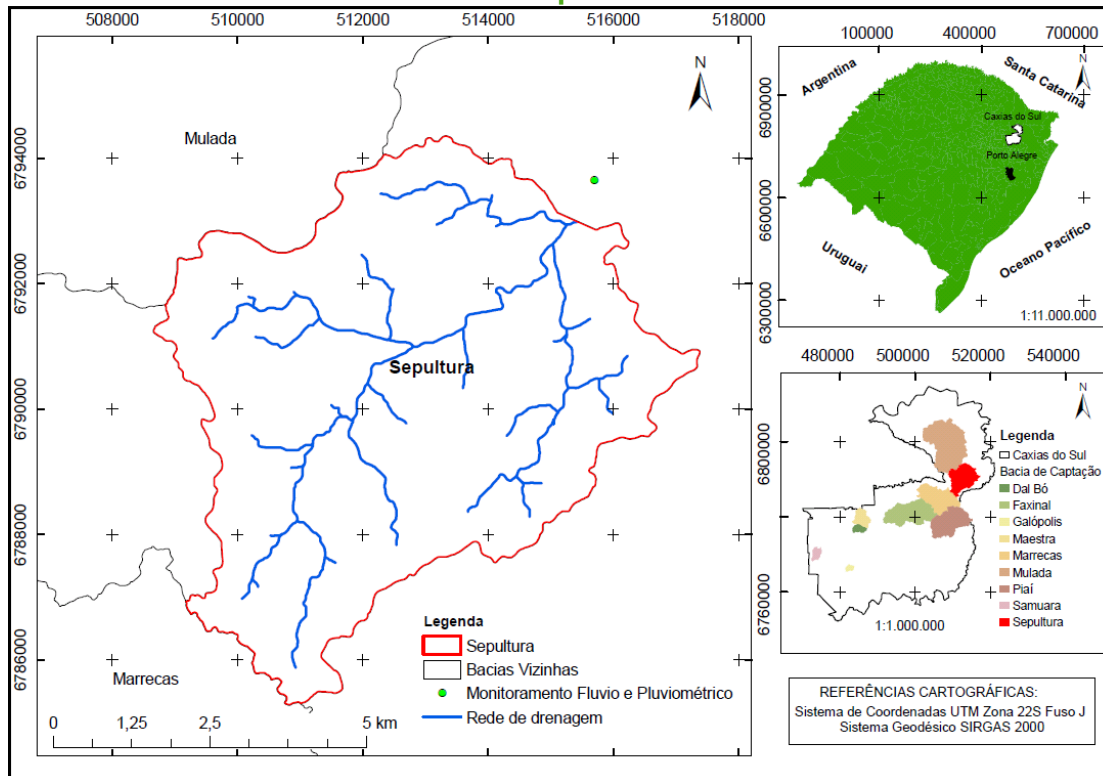 508000 510000 512000 514000 516000 518000
N
Mulada
6794000
6792000
6790000
6788000
6786000
Sepultura
Marrecas
Legenda
Sepultura
Bacias Vizinhas
Monitoramento Fluvio e Pluviométrico
Rede de drenagem
0 1,25 2,5 5 km
100000 400000 700000
N
Argentina
Santa Catarina
Caxias do Sul
Porto Alegre
Uruguai
Oceano Pacífico
6900000
6600000
6300000
1:11.000.000
480000 500000 520000 540000
N
6800000
6760000
Legenda
Caxias do Sul
Bacia de Captação
Dal Bó
Faxinal
Galópolis
Maestra
Marrecas
Mulada
Piaí
Samuara
Sepultura
1:1.000.000
REFERÊNCIAS CARTOGRÁFICAS:
Sistema de Coordenadas UTM Zona 22S Fuso J
Sistema Geodésico SIRGAS 2000